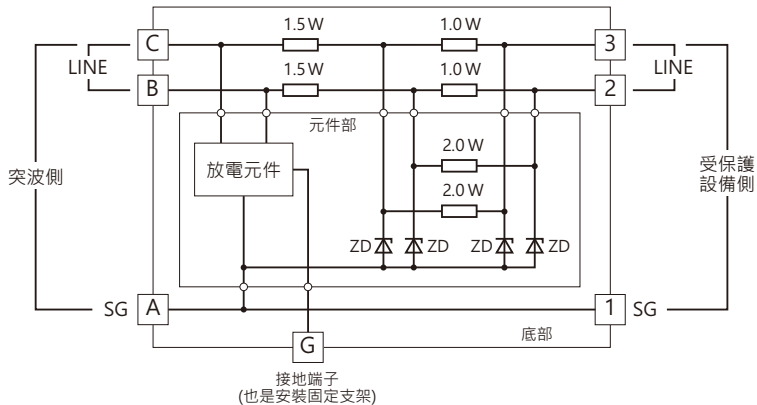 1.5 W
1.0 W
C
3
LINE
LINE
1.5 W
1.0 W
B
2
元件部
2.0 W
放電元件
突波側
受保護
設備側
2.0 W
ZD
ZD
ZD
ZD
SG
A
1
SG
底部
G
接地端子
(也是安裝固定支架)